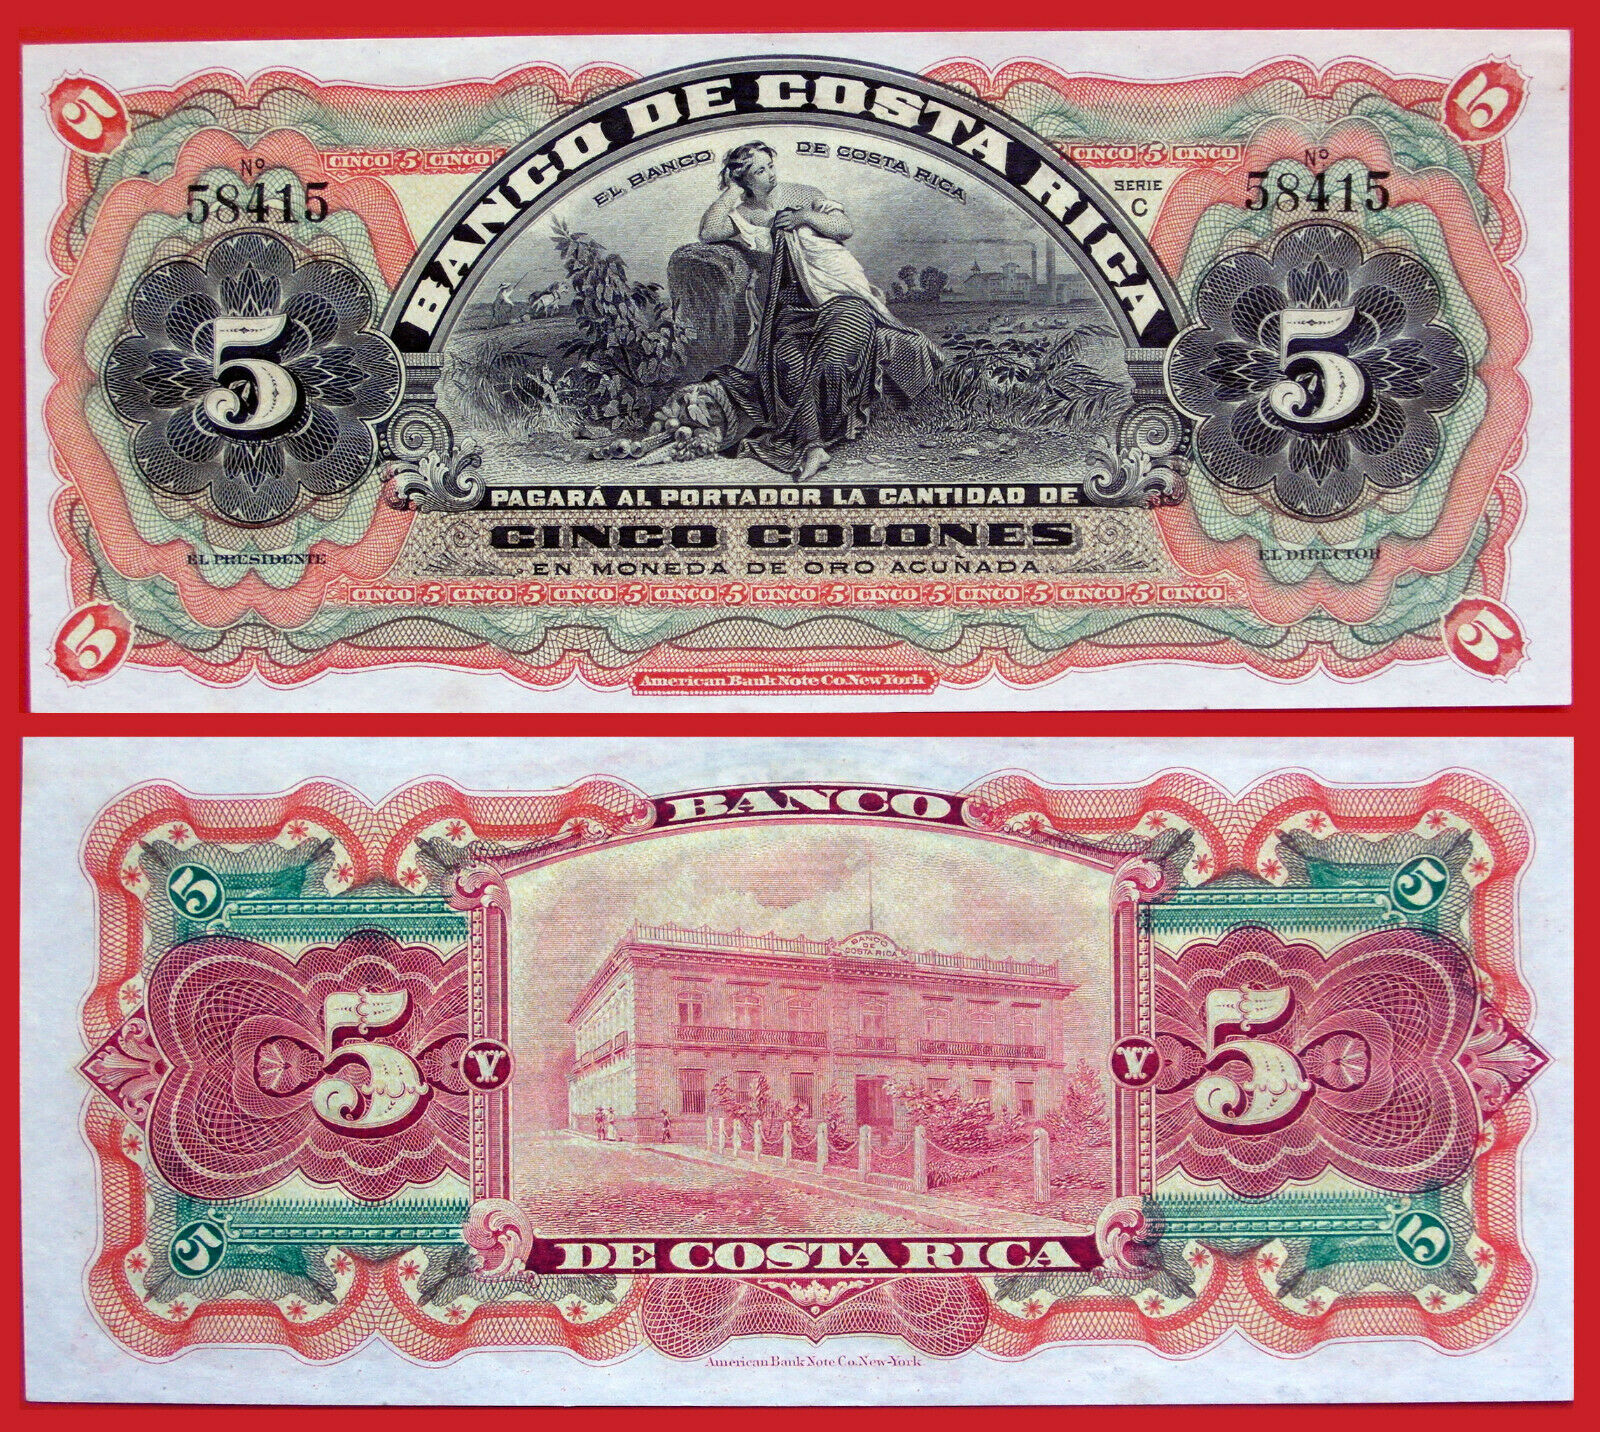 5 5
BANCO DE COSTA RICA
CINCO 5 CINCO 5 CINCO 5 CINCO
Nº Nº
58415 58415
EL BANCO DE COSTA RICA
SERIE
C
5 5
PAGARÁ AL PORTADOR LA CANTIDAD DE
CINCO COLONES
EL PRESIDENTE EL DIRECTOR
EN MONEDA DE ORO ACUÑADA
CINCO 5 CINCO 5 CINCO 5 CINCO 5 CINCO 5 CINCO 5 CINCO 5 CINCO 5 CINCO
5 5
American Bank Note Co. New York
BANCO
5 5
BANCO
DE
COSTA RICA
5 V V 5
5 5
DE COSTA RICA
American Bank Note Co. New-York